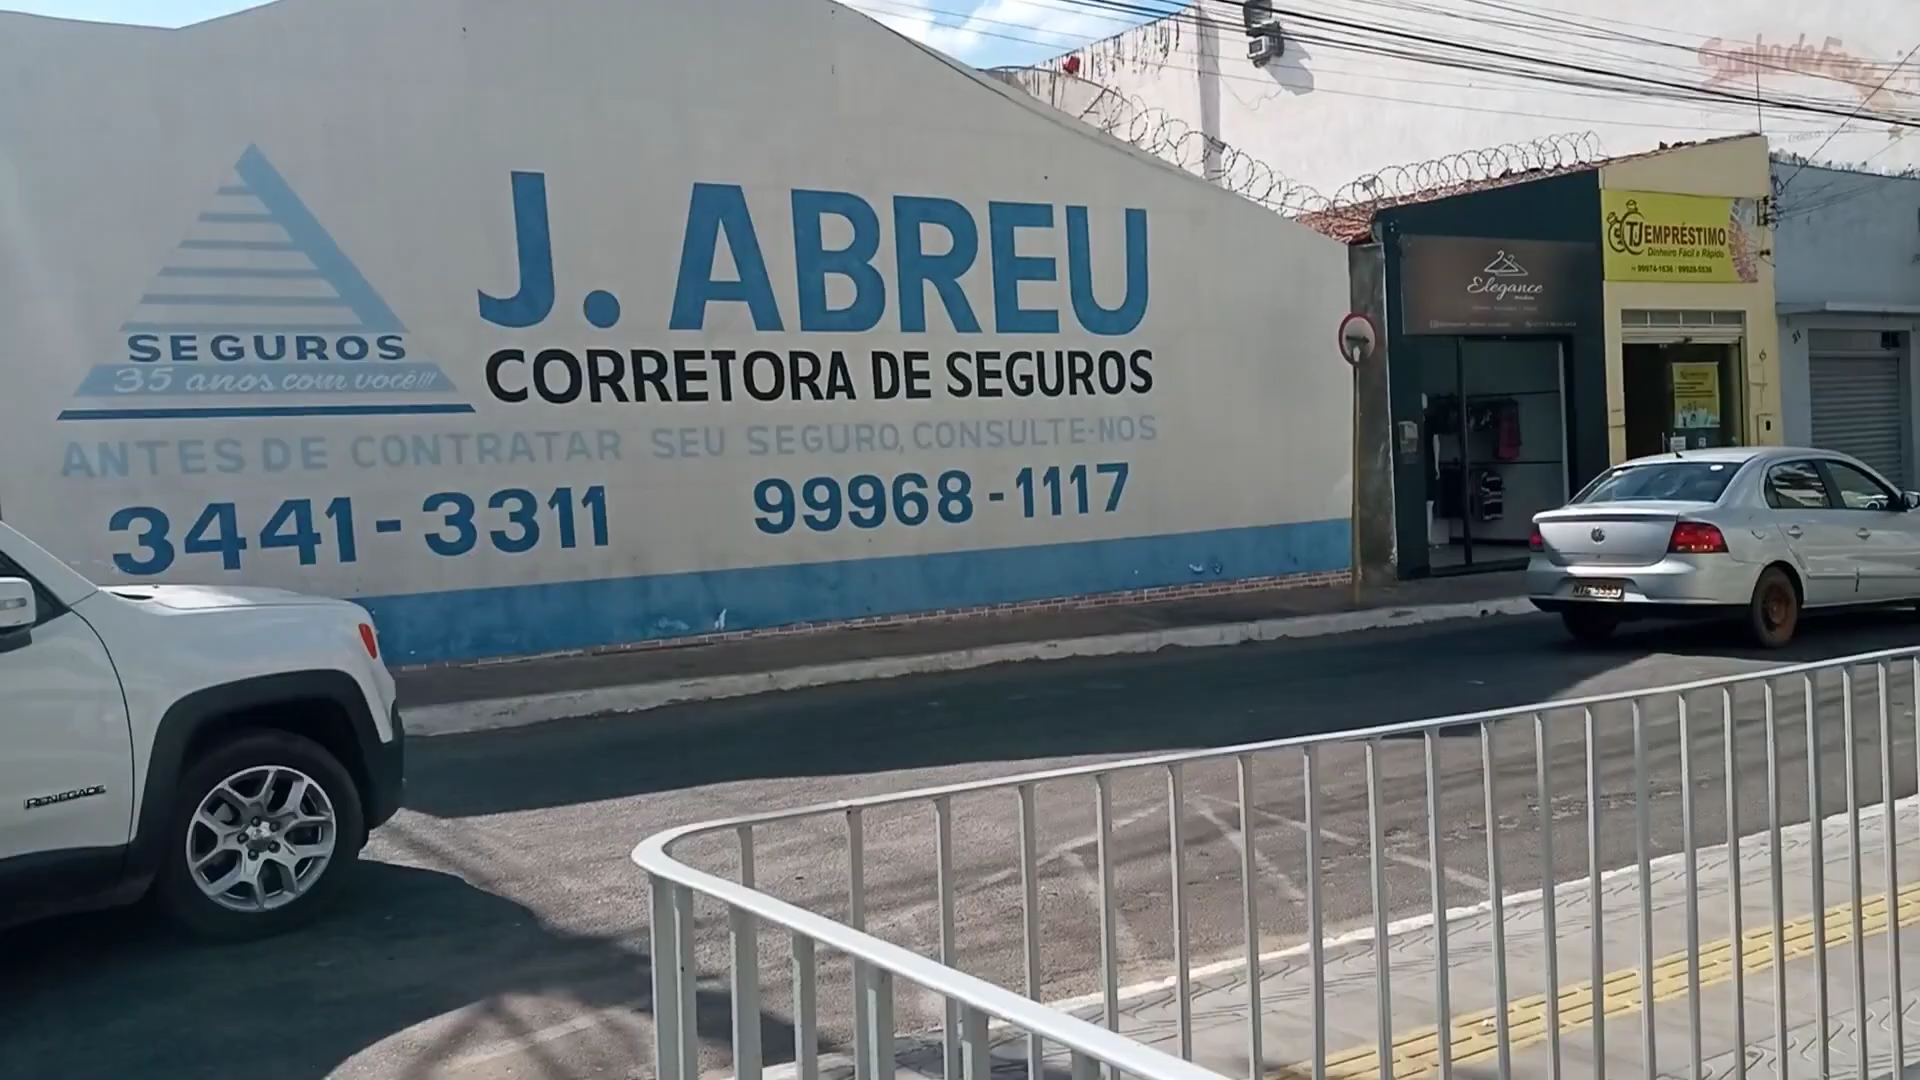 J. ABREU
CORRETORA DE SEGUROS
SEGUROS
35 anos com você!!!
ANTES DE CONTRATAR SEU SEGURO, CONSULTE-NOS
3441-3311 99968-1117
Elegance
TJ EMPRÉSTIMO
Dinheiro Fácil e Rápido
RENEGADE